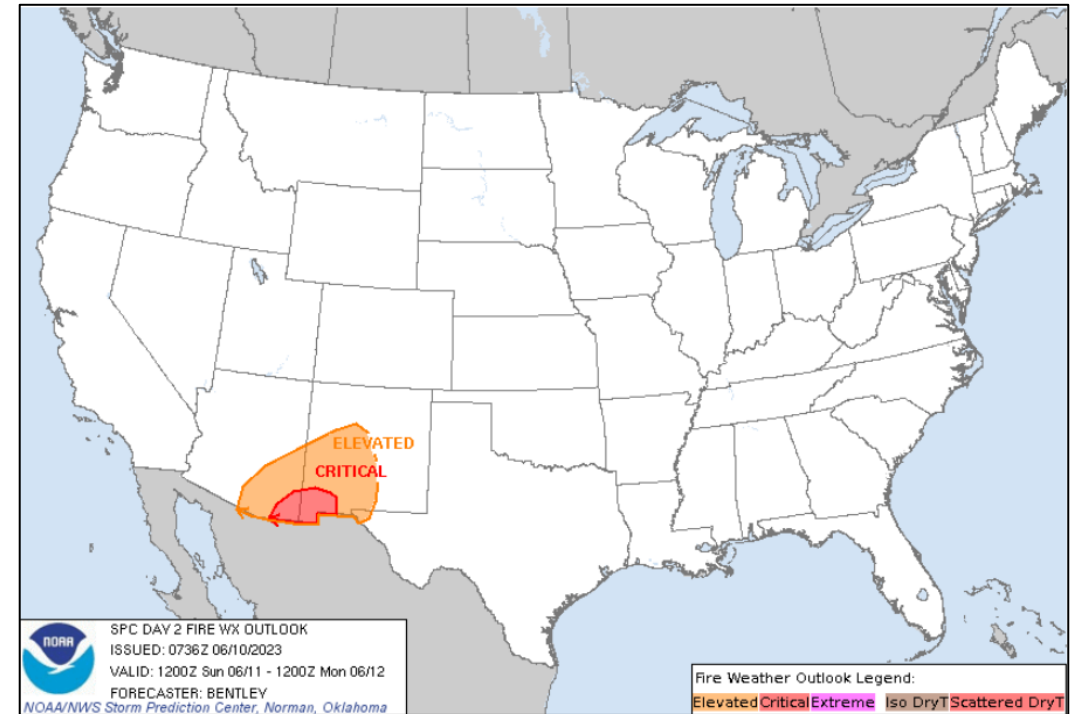 ELEVATED
CRITICAL
NOAA
SPC DAY 2 FIRE WX OUTLOOK
ISSUED: 0736Z 06/10/2023
VALID: 1200Z Sun 06/11 - 1200Z Mon 06/12
FORECASTER: BENTLEY
NOAA/NWS Storm Prediction Center, Norman, Oklahoma
Fire Weather Outlook Legend:
Elevated Critical Extreme Iso DryT Scattered DryT